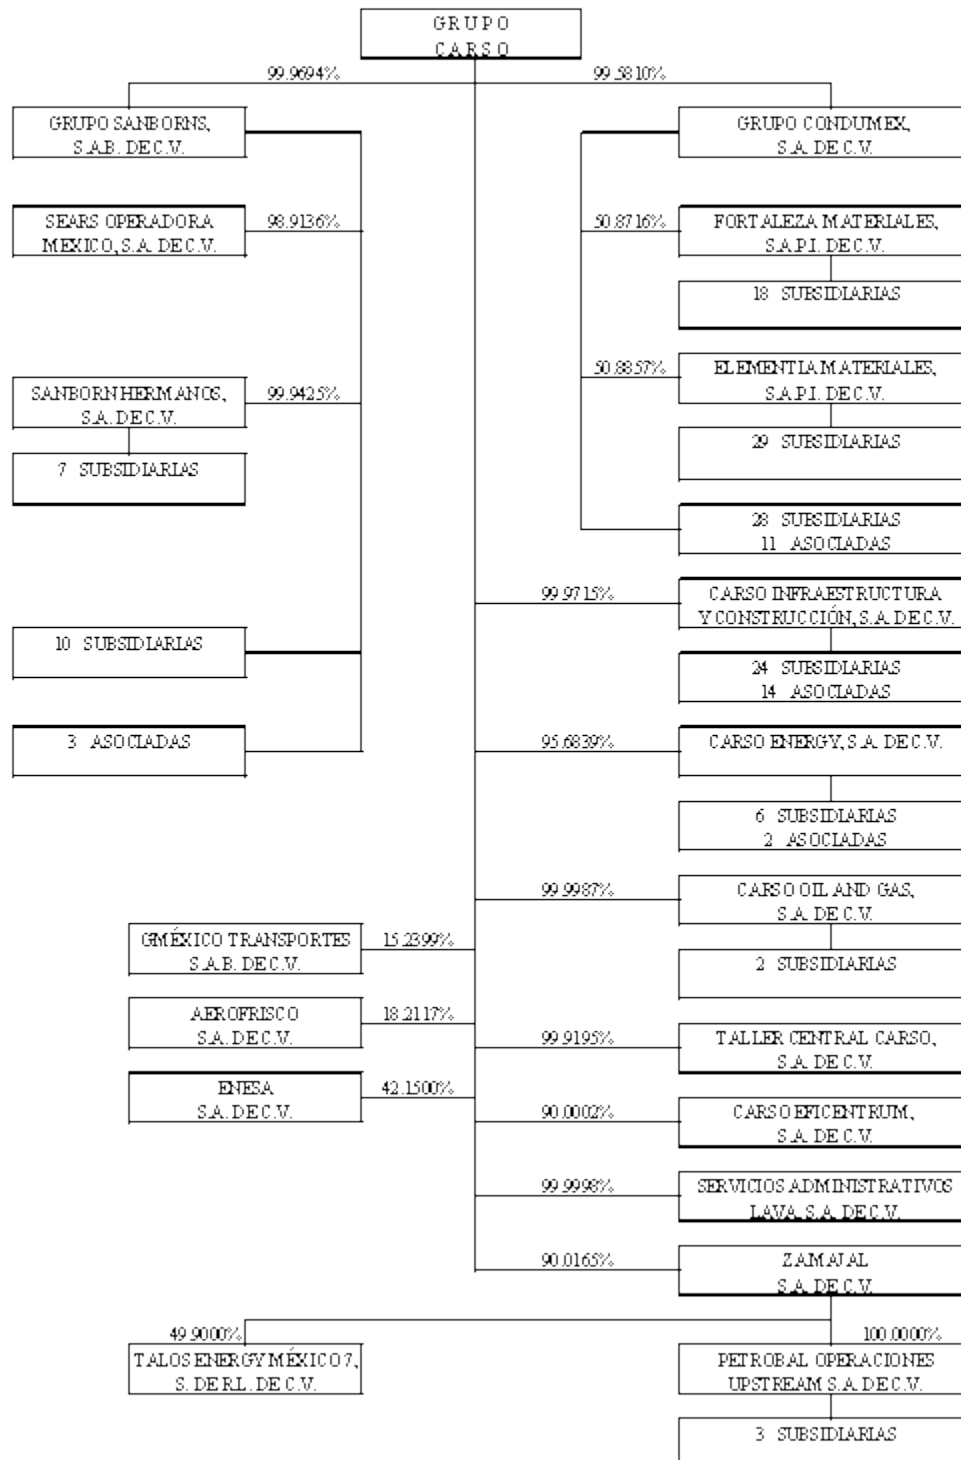 GRUPO
CARSO
99.9694%
99.5810%
GRUPO SANBORNS,
S.A.B. DE C.V.
GRUPO CONDUMEX,
S.A. DE C.V.
SEARS OPERADORA
MEXICO, S.A. DE C.V.
98.9136%
50.8716%
FORTALEZA MATERIALES,
S.A.P.I. DE C.V.
18 SUBSIDIARIAS
SANBORN HERMANOS,
S.A. DE C.V.
99.9425%
50.8857%
ELEMENTIA MATERIALES,
S.A.P.I. DE C.V.
7 SUBSIDIARIAS
29 SUBSIDIARIAS
28 SUBSIDIARIAS
11 ASOCIADAS
99.9715%
CARSO INFRAESTRUCTURA
Y CONSTRUCCIÓN, S.A. DE C.V.
10 SUBSIDIARIAS
24 SUBSIDIARIAS
14 ASOCIADAS
3 ASOCIADAS
95.6839%
CARSO ENERGY, S.A. DE C.V.
6 SUBSIDIARIAS
2 ASOCIADAS
99.9987%
CARSO OIL AND GAS,
S.A. DE C.V.
GMÉXICO TRANSPORTES
S.A.B. DE C.V.
15.2399%
2 SUBSIDIARIAS
AEROFRISCO
S.A. DE C.V.
18.2117%
99.9195%
TALLER CENTRAL CARSO,
S.A. DE C.V.
ENESA
S.A. DE C.V.
42.1500%
90.0002%
CARSO EFICENTRUM,
S.A. DE C.V.
99.9998%
SERVICIOS ADMINISTRATIVOS
LAVA S.A. DE C.V.
90.0165%
ZAMAJAL
S.A. DE C.V.
49.9000%
100.0000%
TALOS ENERGY MÉXICO 7,
S. DE R.L. DE C.V.
PETROBAL OPERACIONES
UPSTREAM S.A. DE C.V.
3 SUBSIDIARIAS